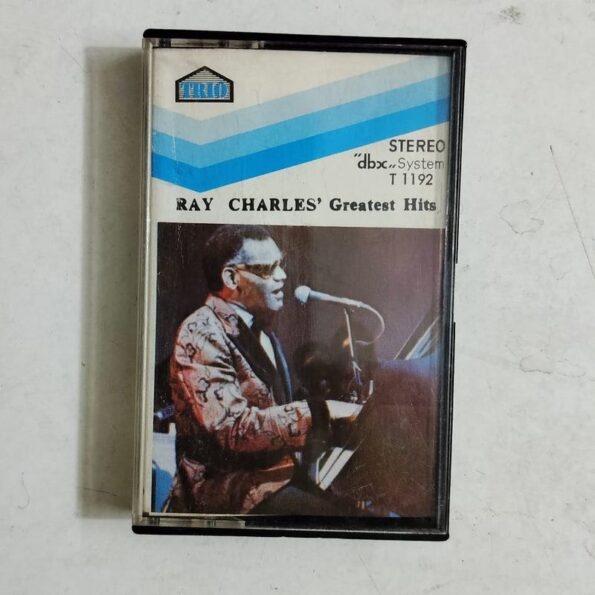 TRIO
STEREO
"dbx„ System
T 1192
RAY CHARLES' Greatest Hits